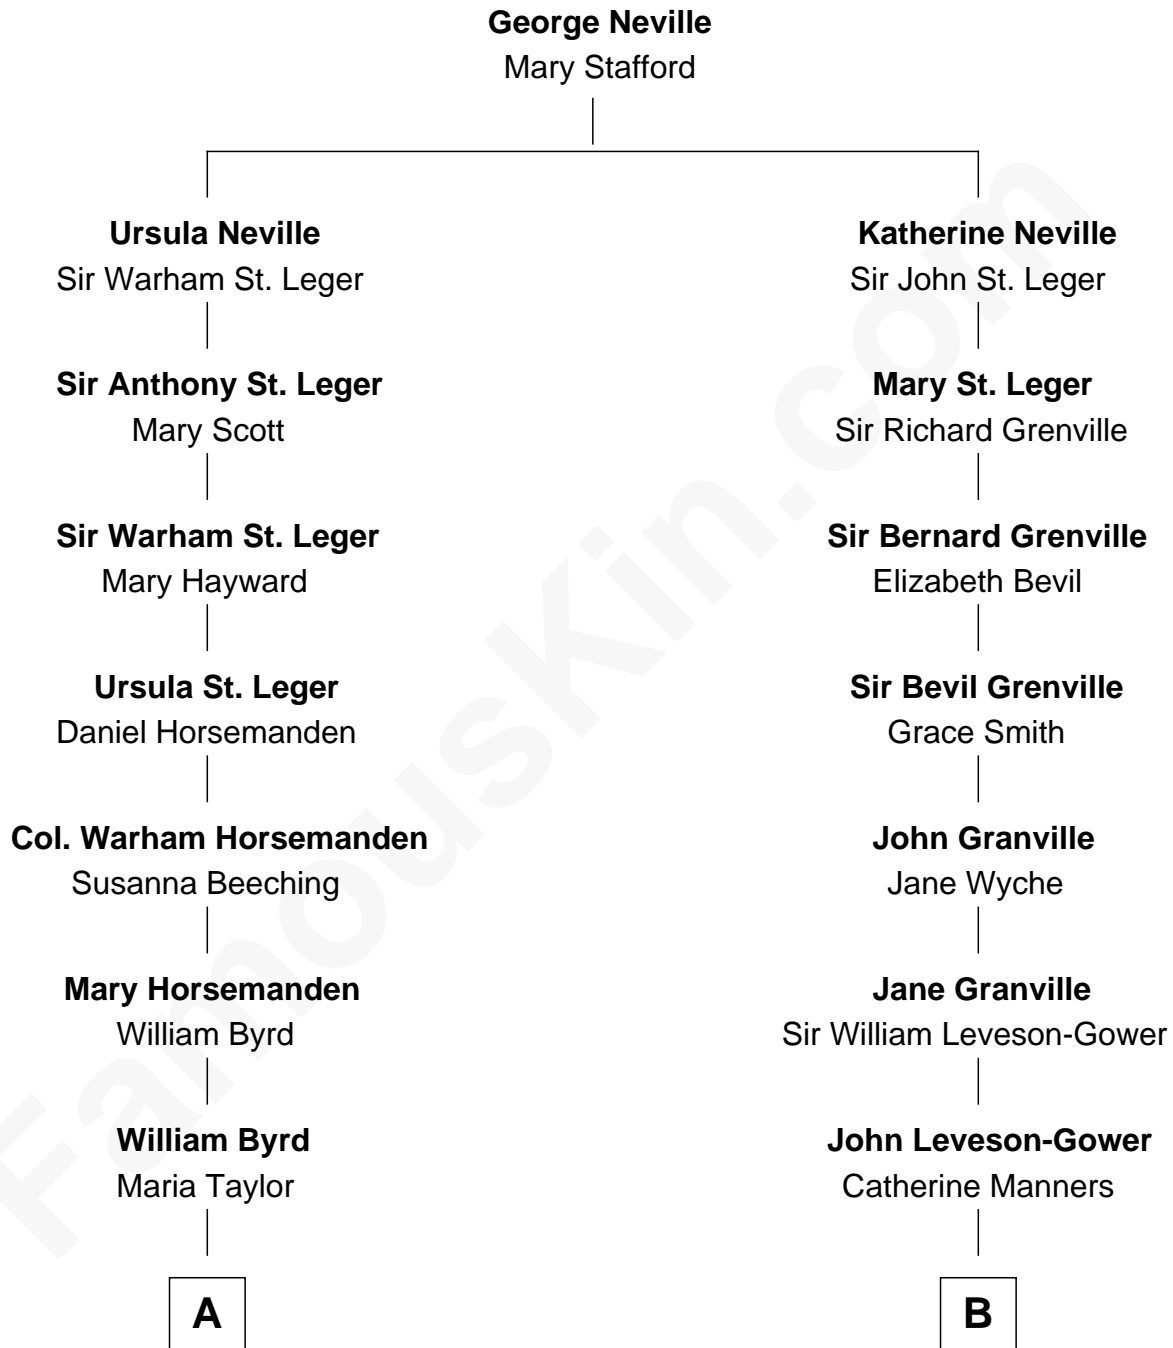 George Neville
Mary Stafford
Ursula Neville
Sir Warham St. Leger
Katherine Neville
Sir John St. Leger
Sir Anthony St. Leger
Mary Scott
Mary St. Leger
Sir Richard Grenville
Sir Warham St. Leger
Mary Hayward
Sir Bernard Grenville
Elizabeth Bevil
Ursula St. Leger
Daniel Horsemanden
Sir Bevil Grenville
Grace Smith
Col. Warham Horsemanden
Susanna Beeching
John Granville
Jane Wyche
Mary Horsemanden
William Byrd
Jane Granville
Sir William Leveson-Gower
William Byrd
Maria Taylor
John Leveson-Gower
Catherine Manners
A
B
FamousKin.com